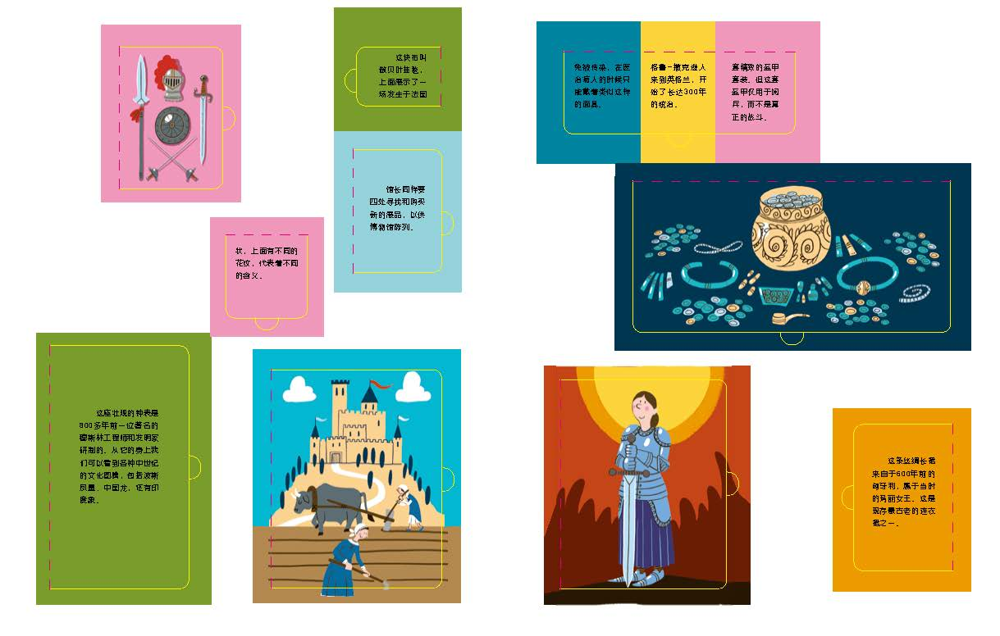 这块布叫
做贝叶挂毯，
上面展示了一
场发生于法国
馆长同样要
四处寻找和购买
新的展品，以供
博物馆陈列。
状，上面有不同的
花纹，代表着不同
的含义。
这座壮观的钟表是
800多年前一位著名的
穆斯林工程师和发明家
研制的。从它的身上我
们可以看到各种中世纪
的文化图腾，包括波斯
凤凰、中国龙，还有印
度象。
免被传染，在医
治病人的时候只
能戴着类似这样
的面具。
格鲁-撒克逊人
来到英格兰，开
始了长达300年
的统治。
套精致的盔甲
套装。但这套
盔甲仅用于阅
兵，而不是真
正的战斗。
这条丝绸长裙
来自于600年前的
匈牙利，属于当时
的玛丽女王。这是
现存最古老的连衣
裙之一。